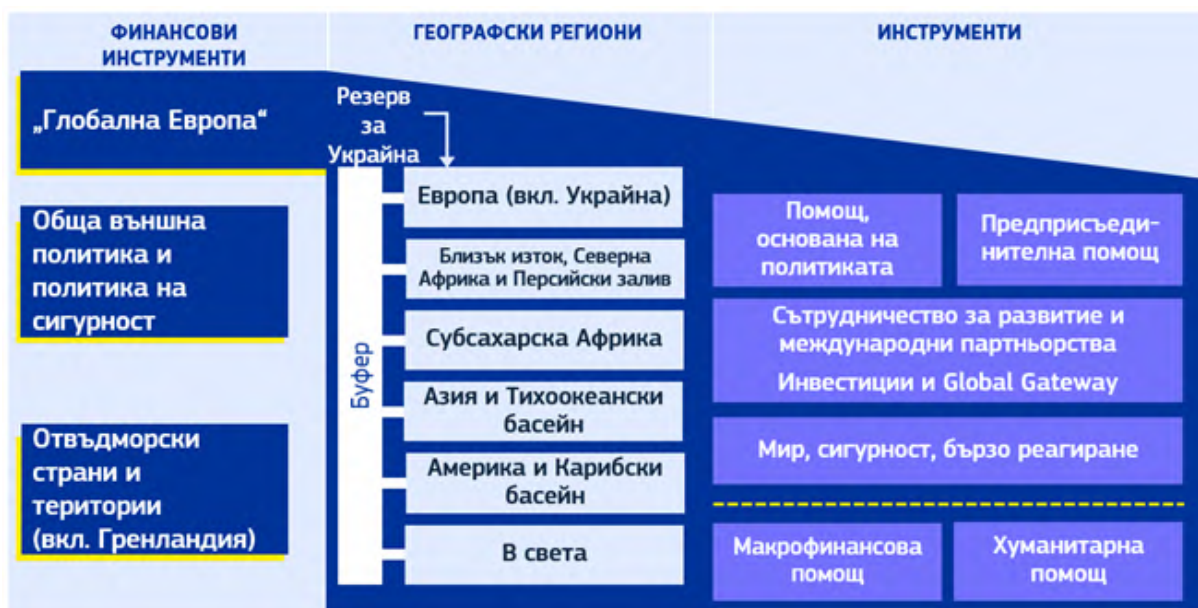 ФИНАНСОВИ
ИНСТРУМЕНТИ
„Глобална Европа“
Обща външна
политика и
политика на
сигурност
Отвъдморски
страни и
територии
(вкл. Гренландия)
ГЕОГРАФСКИ РЕГИОНИ
Резерв
за
Украйна
Буфер
Европа (вкл. Украйна)
Близък изток, Северна
Африка и Персийски залив
Субсахарска Африка
Азия и Тихоокеански
басейн
Америка и Карибски
басейн
В света
ИНСТРУМЕНТИ
Помощ,
основана на
политиката
Предприсъеди-
нителна помощ
Сътрудничество за развитие и
международни партньорства
Инвестиции и Global Gateway
Мир, сигурност, бързо реагиране
Макрофинансова
помощ
Хуманитарна
помощ